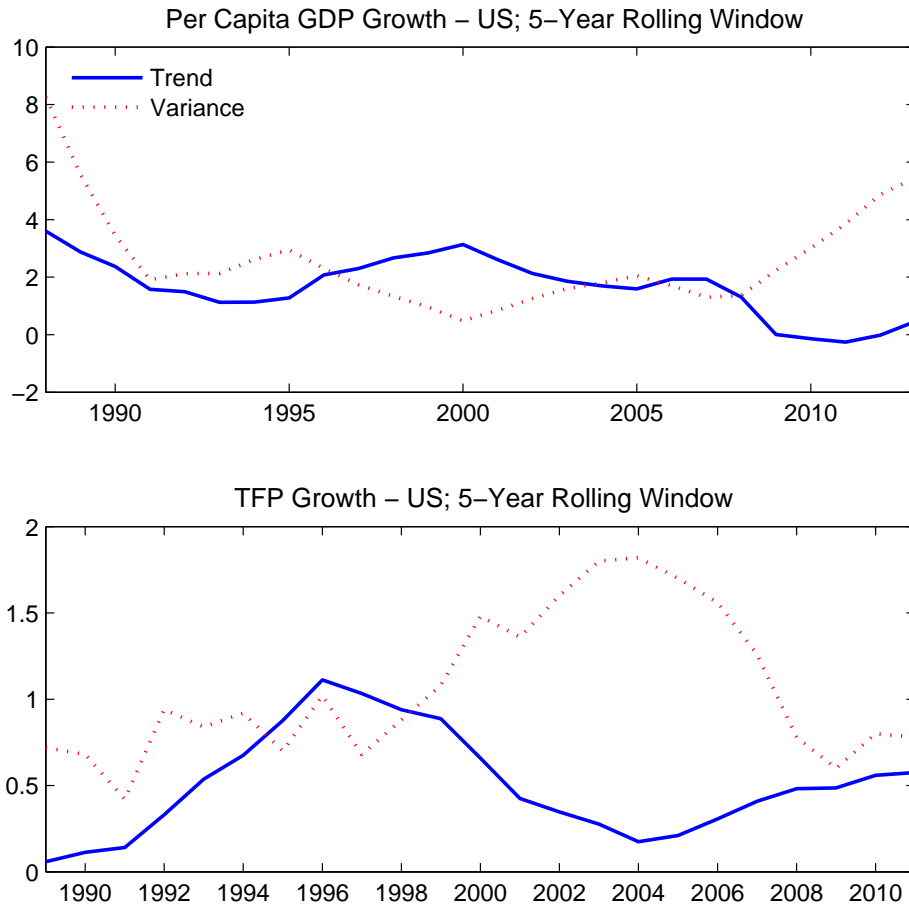 Per Capita GDP Growth − US; 5−Year Rolling Window
10
8
6
4
2
0
−2
Trend
Variance
1990 1995 2000 2005 2010
TFP Growth − US; 5−Year Rolling Window
2
1.5
1
0.5
0
1990 1992 1994 1996 1998 2000 2002 2004 2006 2008 2010